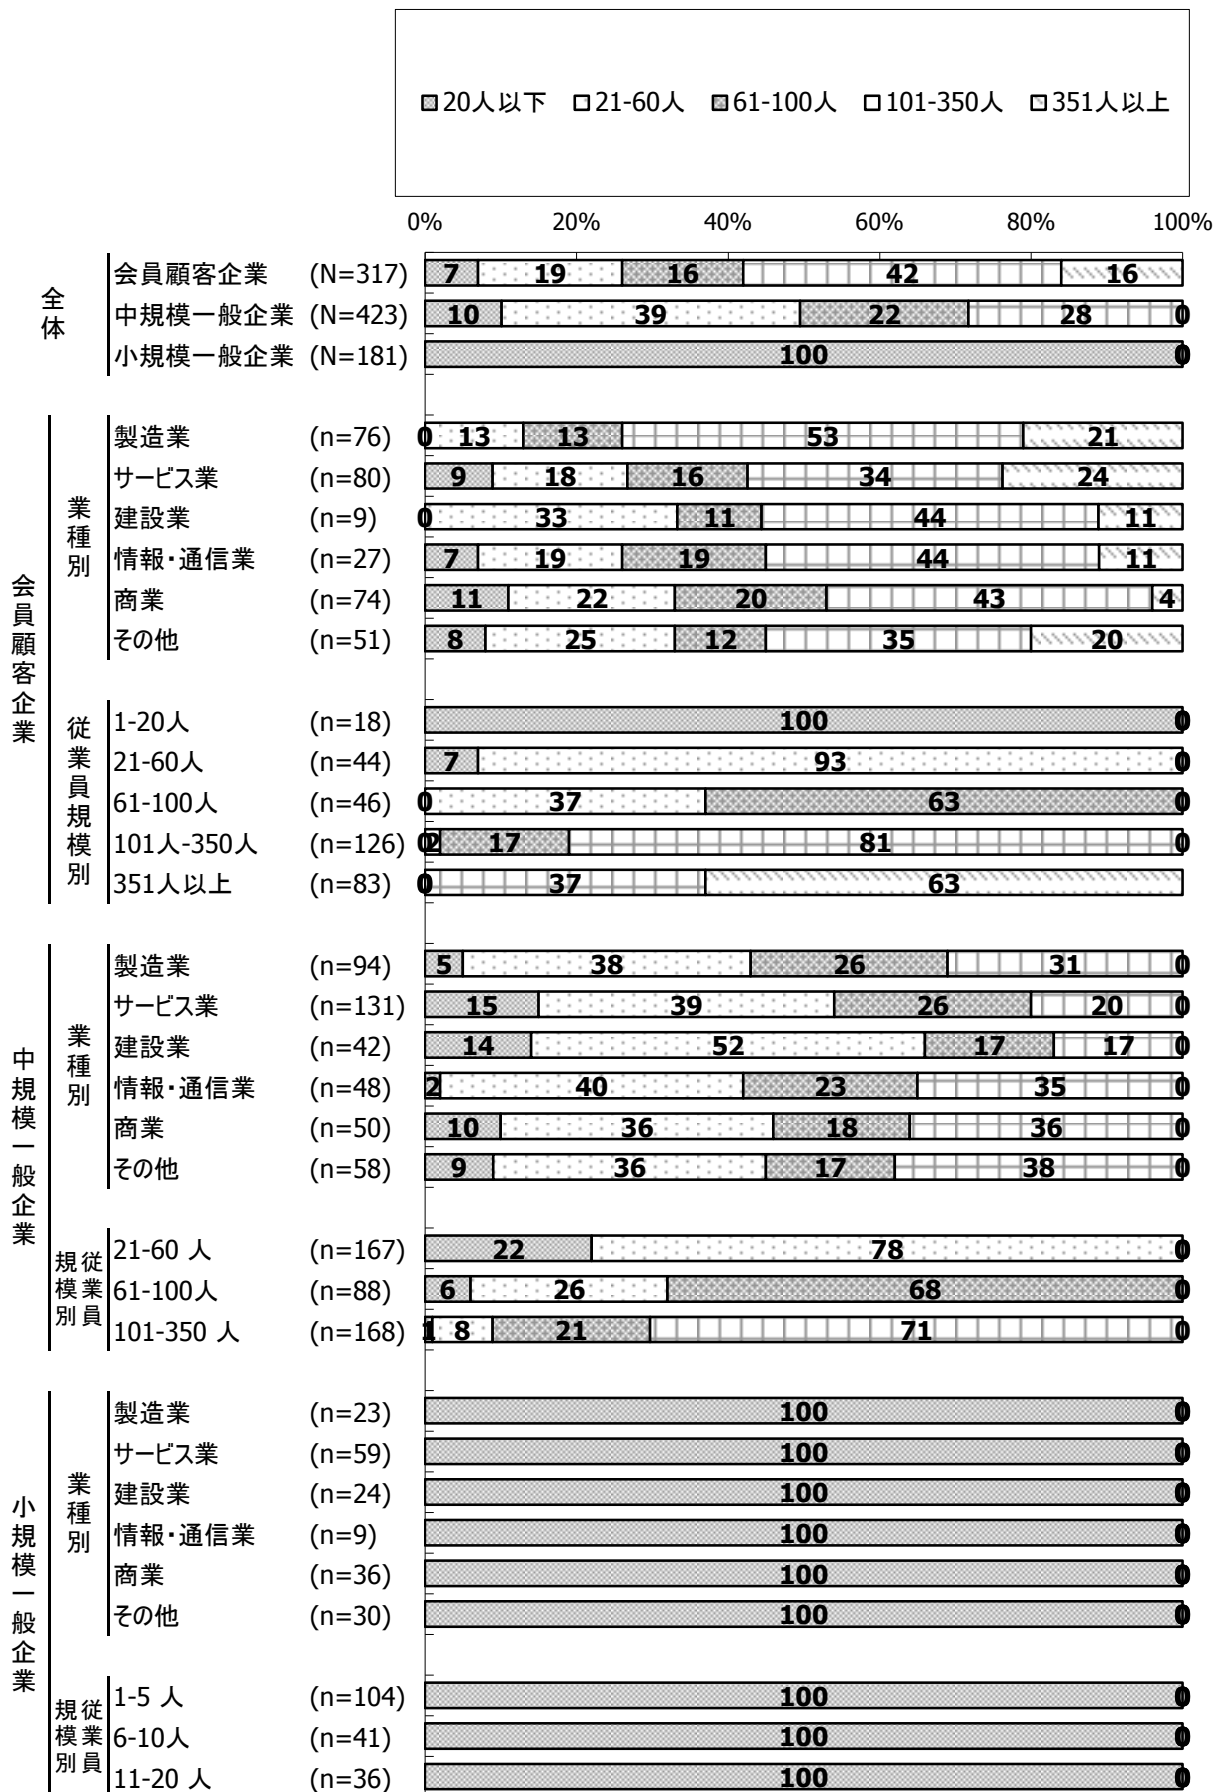 20人以下 21-60人 61-100人 101-350人 351人以上
0% 20% 40% 60% 80% 100%
全体
会員顧客企業 (N=317) 7 19 16 42 16
中規模一般企業 (N=423) 10 39 22 28 0
小規模一般企業 (N=181) 100 0
会員顧客企業
業種別
製造業 (n=76) 0 13 13 53 21
サービス業 (n=80) 9 18 16 34 24
建設業 (n=9) 0 33 11 44 11
情報・通信業 (n=27) 7 19 19 44 11
商業 (n=74) 11 22 20 43 4
その他 (n=51) 8 25 12 35 20
従業員規模別
1-20人 (n=18) 100 0
21-60人 (n=44) 7 93 0
61-100人 (n=46) 0 37 63 0
101人-350人 (n=126) 0 2 17 81 0
351人以上 (n=83) 0 37 63
中規模一般企業
業種別
製造業 (n=94) 5 38 26 31 0
サービス業 (n=131) 15 39 26 20 0
建設業 (n=42) 14 52 17 17 0
情報・通信業 (n=48) 2 40 23 35 0
商業 (n=50) 10 36 18 36 0
その他 (n=58) 9 36 17 38 0
従業員規模別
21-60 人 (n=167) 22 78 0
61-100人 (n=88) 6 26 68 0
101-350 人 (n=168) 1 8 21 71 0
小規模一般企業
業種別
製造業 (n=23) 100 0
サービス業 (n=59) 100 0
建設業 (n=24) 100 0
情報・通信業 (n=9) 100 0
商業 (n=36) 100 0
その他 (n=30) 100 0
従業員規模別
1-5 人 (n=104) 100 0
6-10人 (n=41) 100 0
11-20 人 (n=36) 100 0